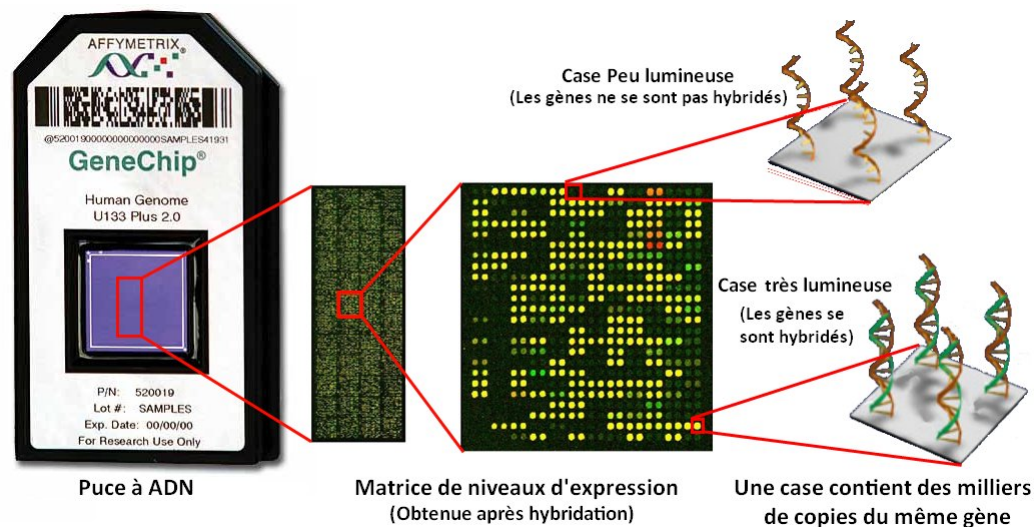 AFFYMETRIX®
@52001900000000000000SAMPLES41931
GeneChip®
Human Genome
U133 Plus 2.0
P/N: 520019
Lot #: SAMPLES
Exp. Date: 00/00/00
For Research Use Only
Puce à ADN
Matrice de niveaux d'expression
(Obtenue après hybridation)
Case Peu lumineuse
(Les gènes ne se sont pas hybridés)
Case très lumineuse
(Les gènes se
sont hybridés)
Une case contient des milliers
de copies du même gène